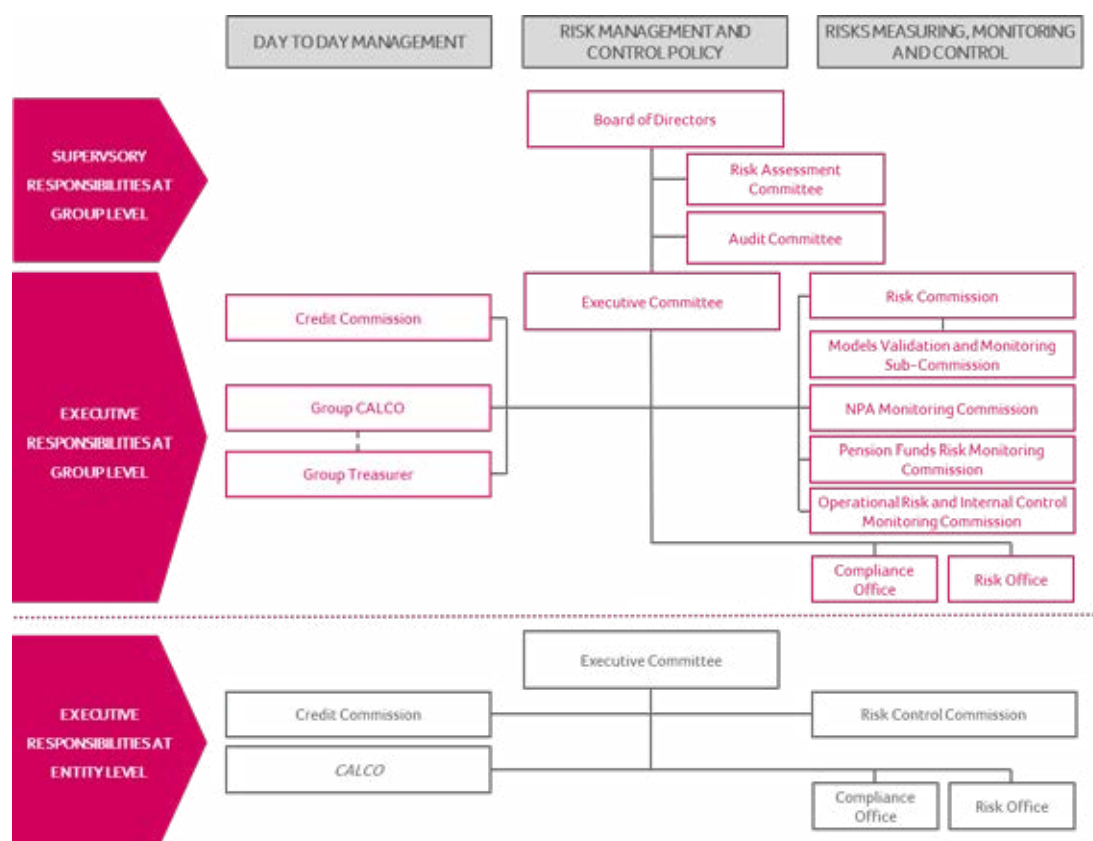 DAY TO DAY MANAGEMENT
RISK MANAGEMENT AND
CONTROL POLICY
RISKS MEASURING, MONITORING
AND CONTROL
SUPERVSORY
RESPONSIBILITIES AT
GROUP LEVEL
Board of Directors
Risk Assessment
Committee
Audit Committee
EXECUTIVE
RESPONSIBILITIES AT
GROUP LEVEL
Credit Commission
Group CALCO
Group Treasurer
Executive Committee
Risk Commission
Models Validation and Monitoring
Sub-Commission
NPA Monitoring Commission
Pension Funds Risk Monitoring
Commission
Operational Risk and Internal Control
Monitoring Commission
Compliance
Office
Risk Office
EXECUTIVE
RESPONSIBILITIES AT
ENTITY LEVEL
Executive Committee
Credit Commission
CALCO
Risk Control Commission
Compliance
Office
Risk Office